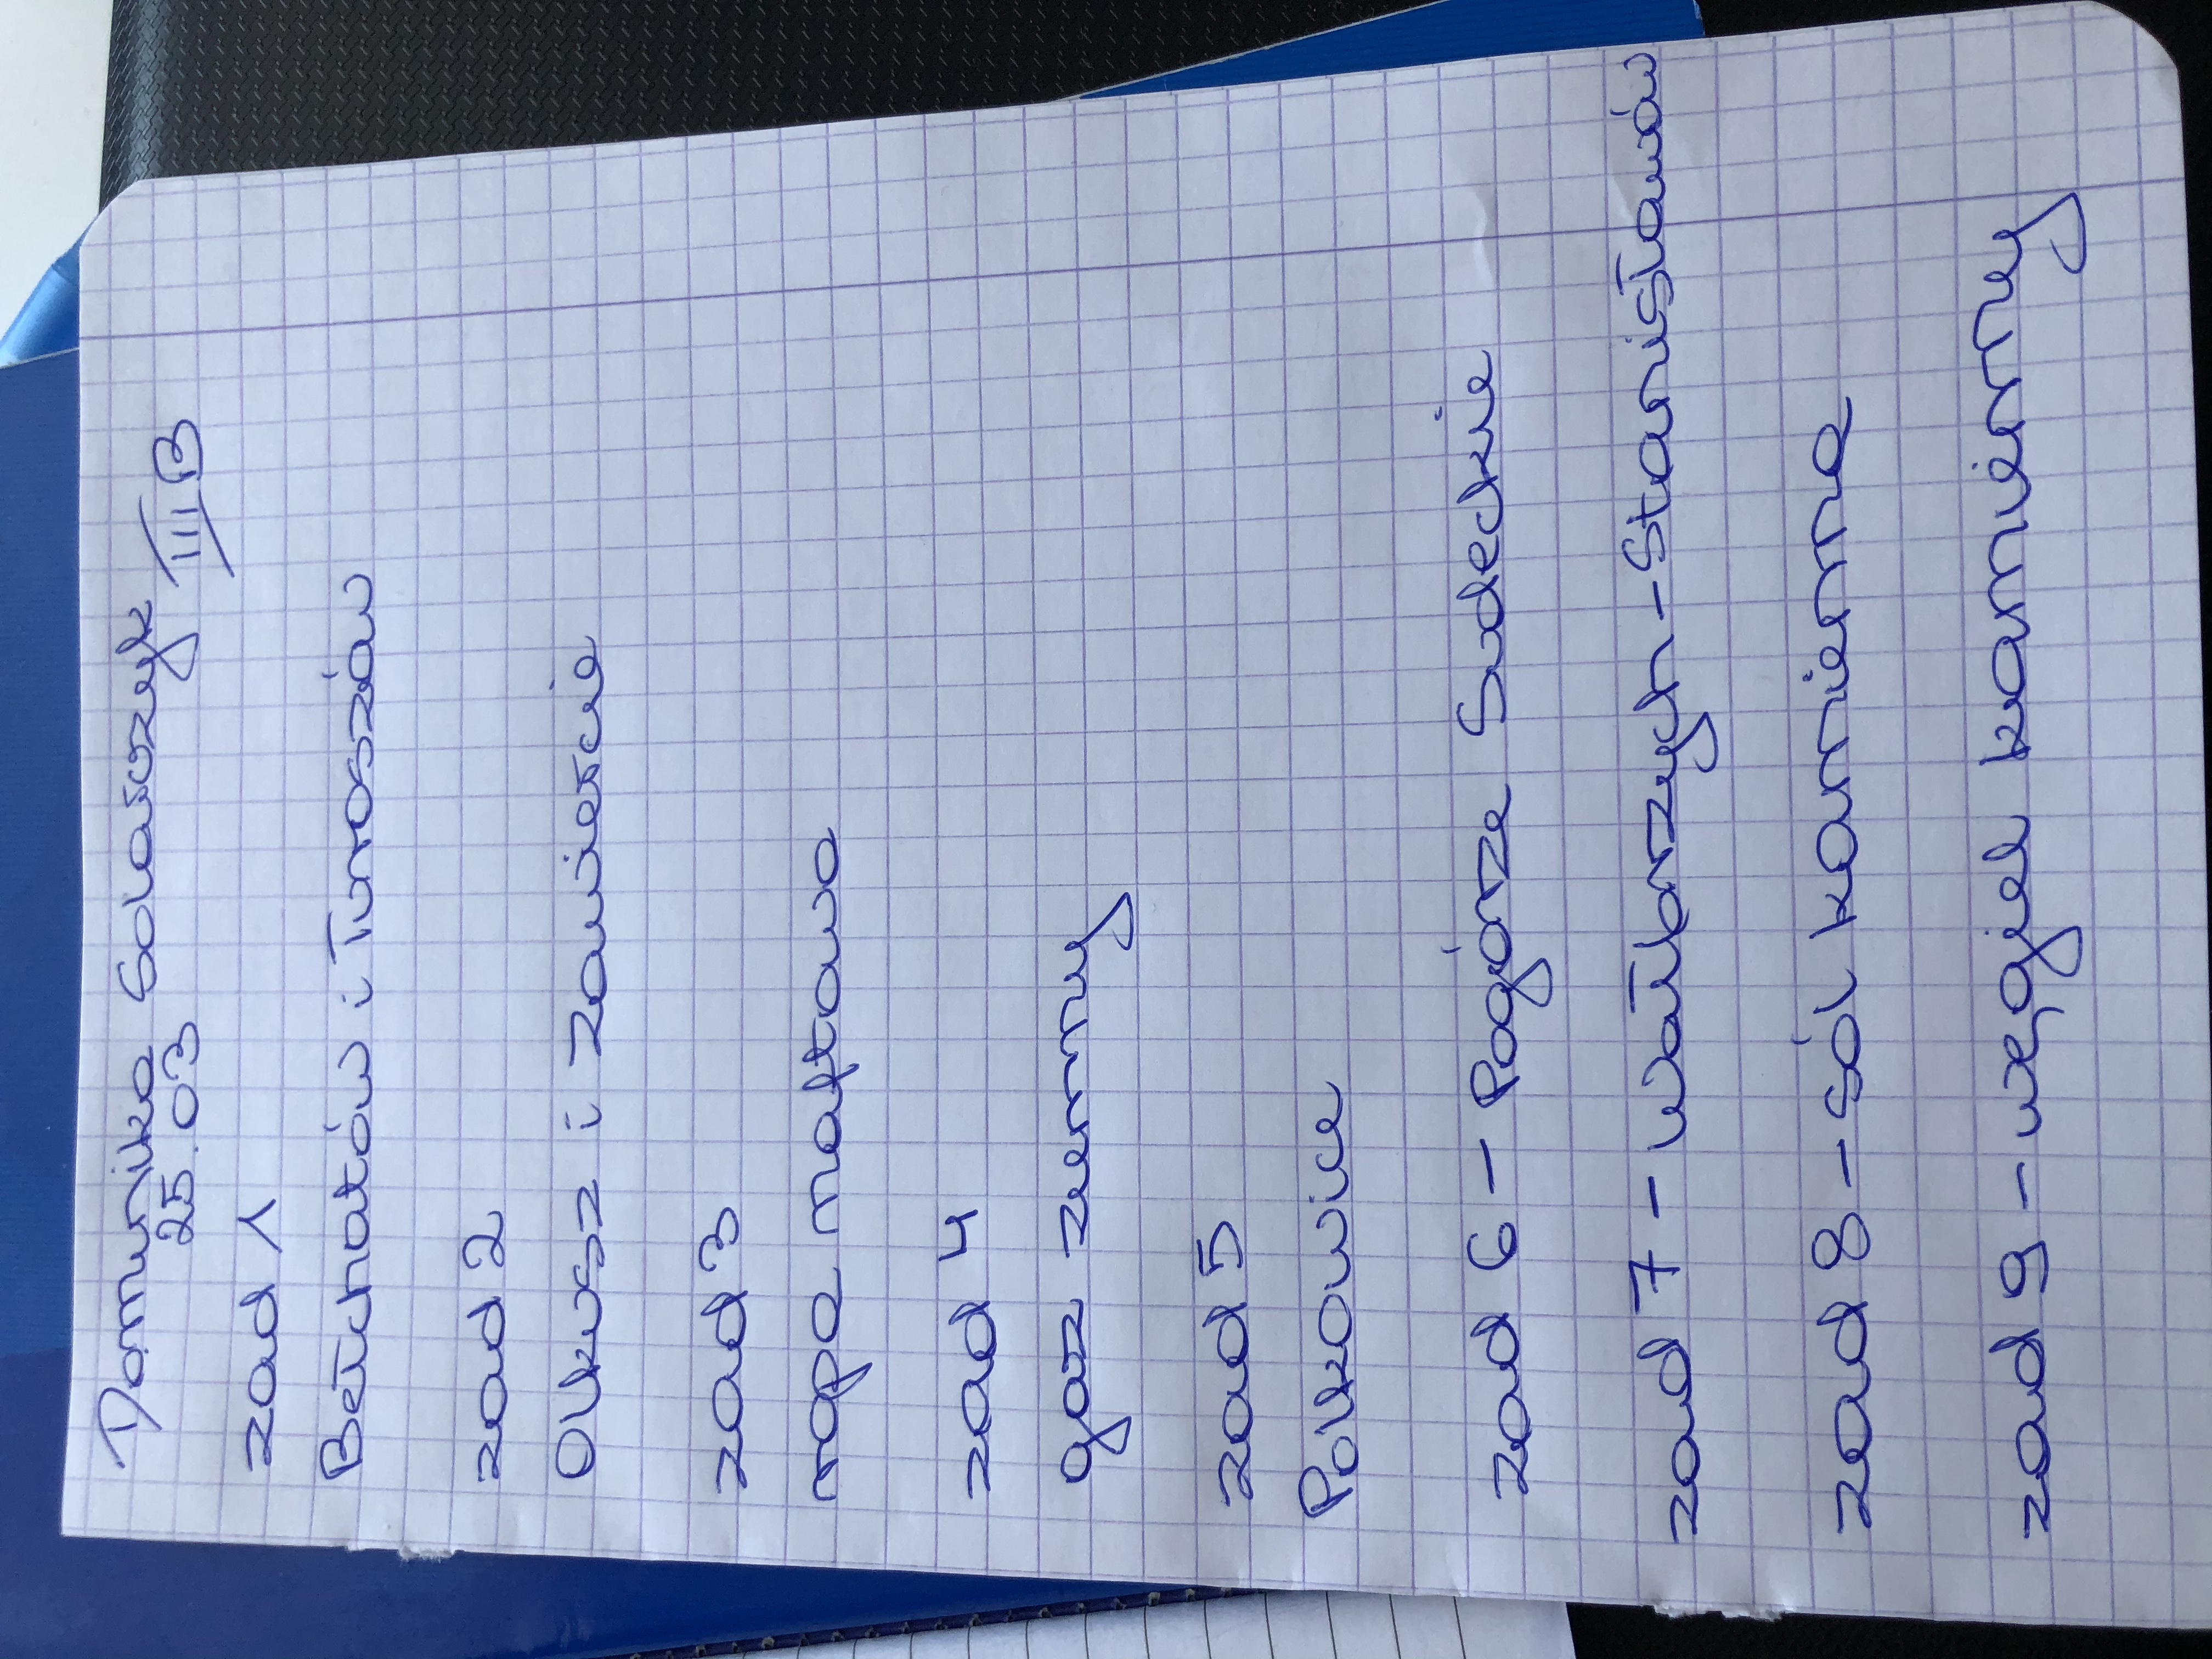 Dominika Solarczyk
25.03 III B
zad 1
Bełchatów i Turoszów
zad 2
Olkusz i Zawiercie
zad 3
ropa naftowa
zad 4
gaz ziemny
zad 5
Polkowice
zad 6 - Pogórze Sudeckie
zad 7 - Wałbrzych - Stanisławów
zad 8 - sól kamienna
zad 9 - węgiel kamienny